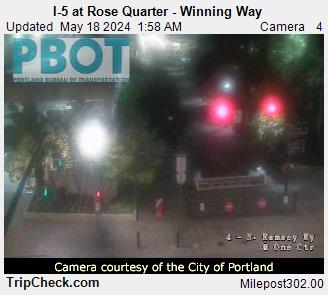 I-5 at Rose Quarter - Winning Way
Updated May 18 2024 1:58 AM Camera 4
PBOT
PORTLAND BUREAU OF TRANSPORTATION
4 - N. Ramsey Wy
@ One Ctr
Camera courtesy of the City of Portland
TripCheck.com Milepost302.00